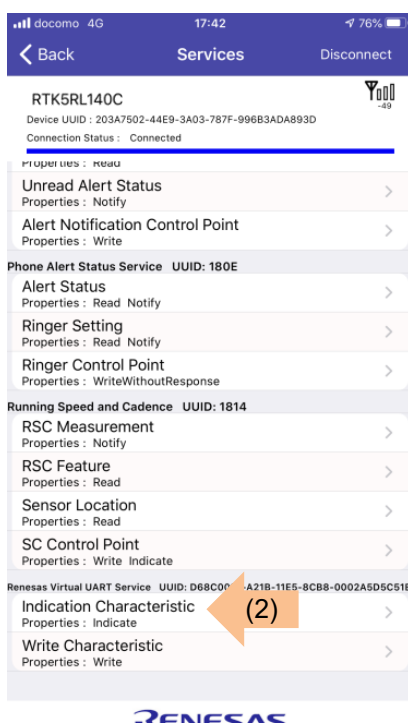 docomo 4G 17:42 76%
Back Services Disconnect
RTK5RL140C
-49
Device UUID : 203A7502-44E9-3A03-787F-996B3ADA893D
Connection Status : Connected
Properties : Read
Unread Alert Status
Properties : Notify
Alert Notification Control Point
Properties : Write
Phone Alert Status Service UUID: 180E
Alert Status
Properties : Read Notify
Ringer Setting
Properties : Read Notify
Ringer Control Point
Properties : WriteWithoutResponse
Running Speed and Cadence UUID: 1814
RSC Measurement
Properties : Notify
RSC Feature
Properties : Read
Sensor Location
Properties : Read
SC Control Point
Properties : Write Indicate
Renesas Virtual UART Service UUID: -A21B-11E5-8CB8-0002A5D5C51B
Indication Characteristic
(2)
Properties : Indicate
Write Characteristic
Properties : Write
RENESAS